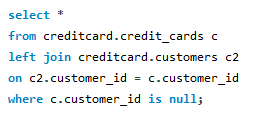 select *
from creditcard.credit_cards c
left join creditcard.customers c2
on c2.customer_id = c.customer_id
where c.customer_id is null;